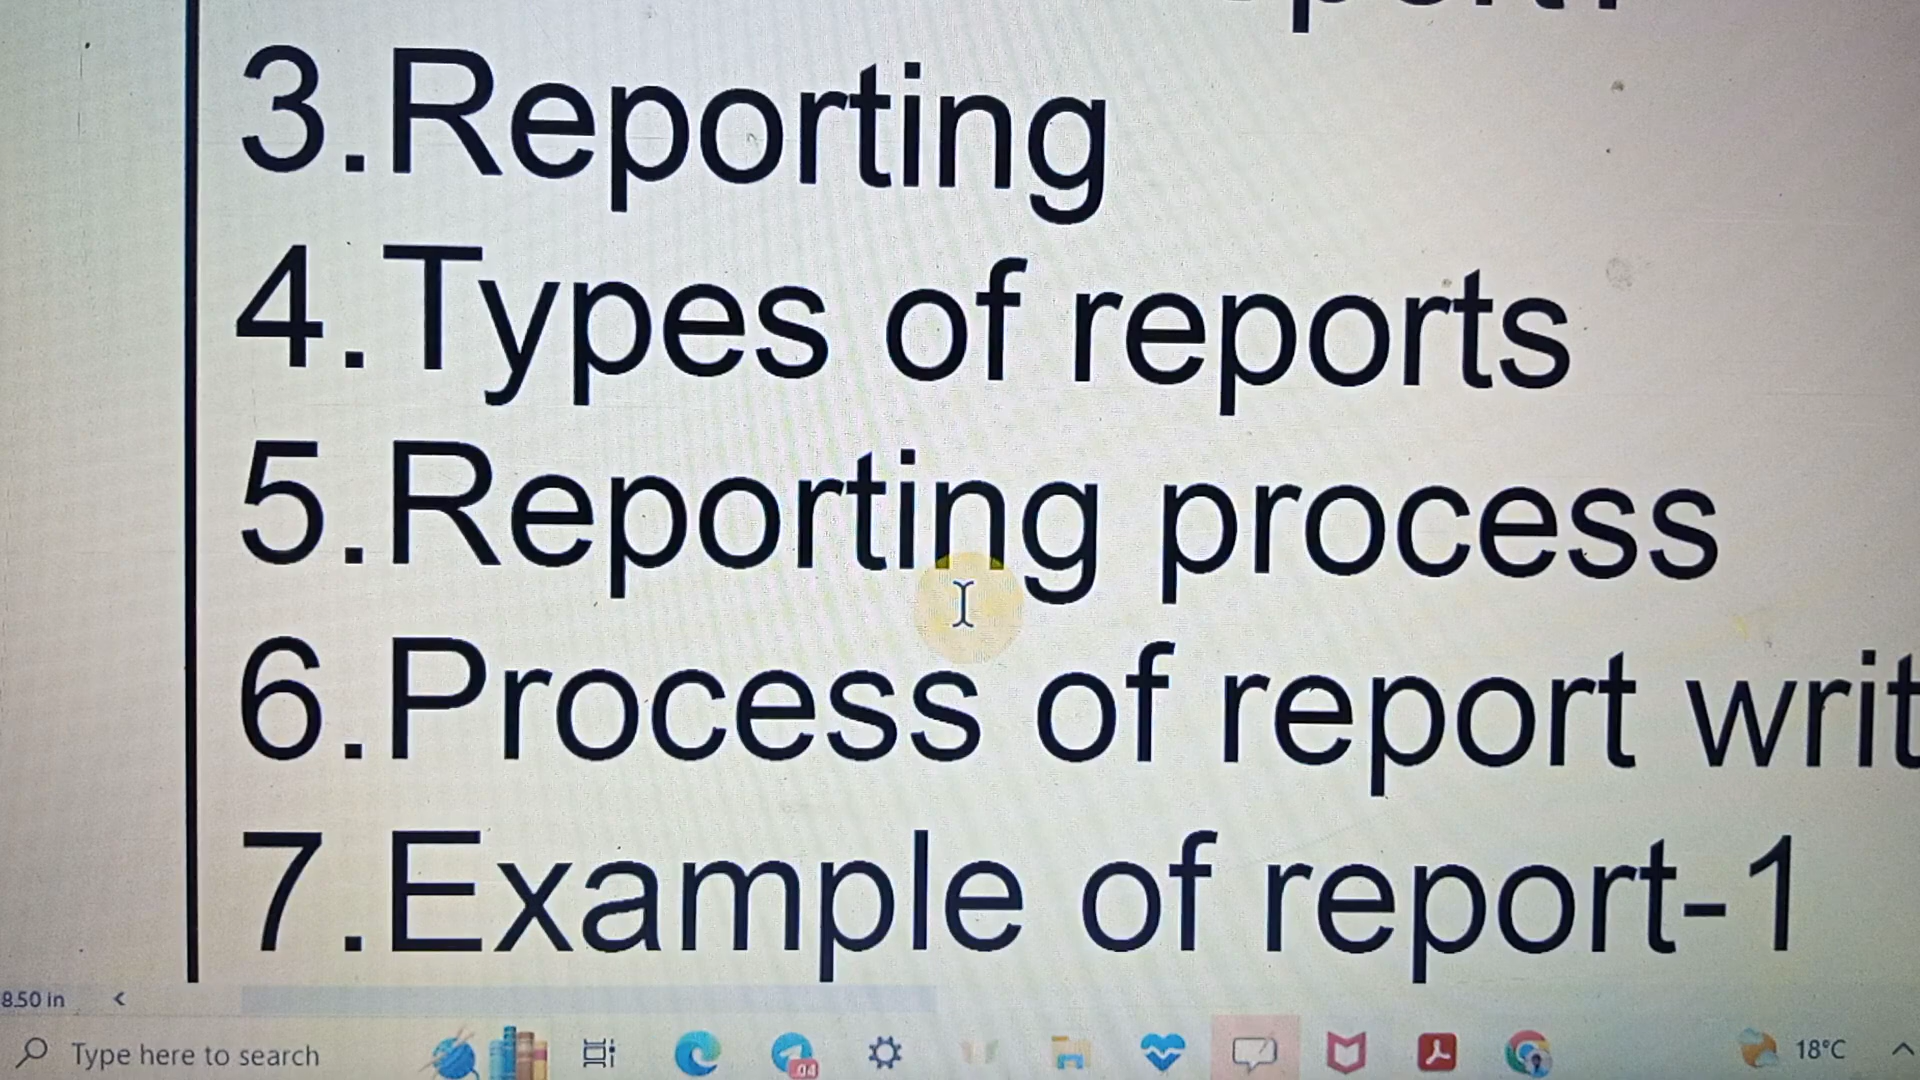 3.Reporting
4.Types of reports
5.Reporting process
6.Process of report writ
7.Example of report-1
8.50 in
Type here to search
18°C